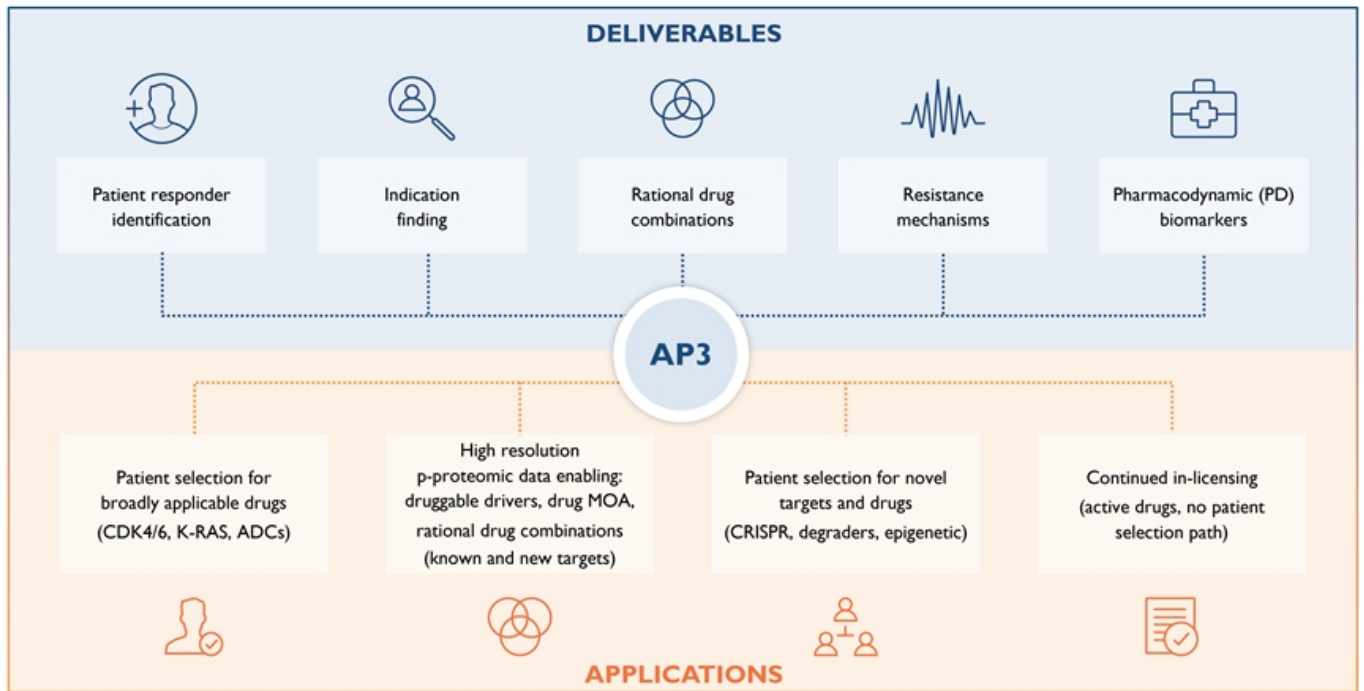 DELIVERABLES
Patient responder
identification
Indication
finding
Rational drug
combinations
Resistance
mechanisms
Pharmacodynamic (PD)
biomarkers
AP3
Patient selection for
broadly applicable drugs
(CDK4/6, K-RAS, ADCs)
High resolution
p-proteomic data enabling:
druggable drivers, drug MOA,
rational drug combinations
(known and new targets)
Patient selection for novel
targets and drugs
(CRISPR, degraders, epigenetic)
Continued in-licensing
(active drugs, no patient
selection path)
APPLICATIONS